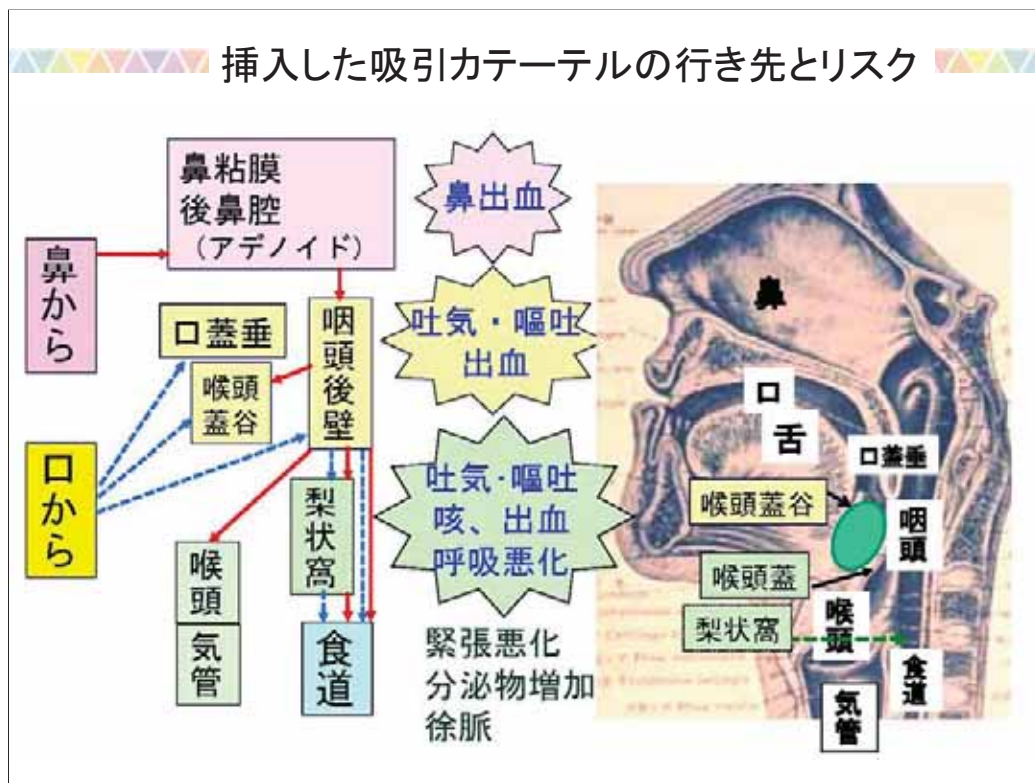 挿入した吸引カテーテルの行き先とリスク
鼻粘膜
後鼻腔
（アデノイド）
鼻から
口蓋垂
喉頭
蓋谷
咽頭後壁
口から
梨状窩
喉頭
気管
食道
鼻出血
吐気・嘔吐
出血
吐気・嘔吐
咳、出血
呼吸悪化
緊張悪化
分泌物増加
徐脈
鼻
口
舌
口蓋垂
喉頭蓋谷
咽頭
喉頭蓋
梨状窩
喉頭
食道
気管